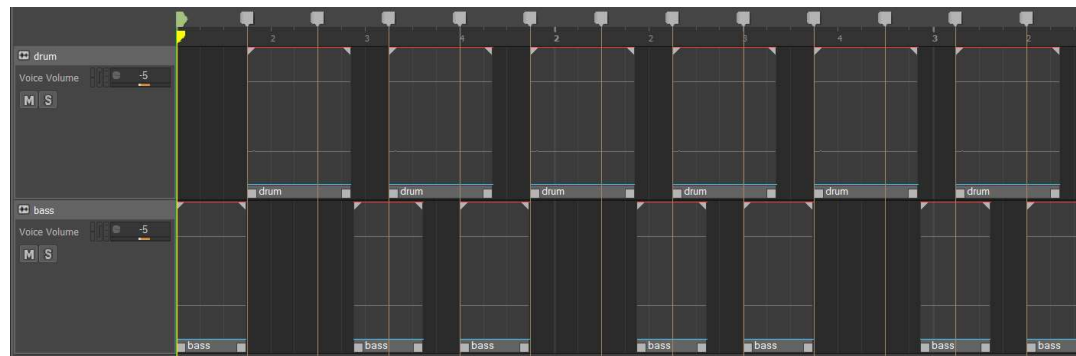 2 3 4 2 2 3 4 3 2
drum
Voice Volume -5
M S
drum drum drum drum drum drum
bass
Voice Volume -5
M S
bass bass bass bass bass bass bass